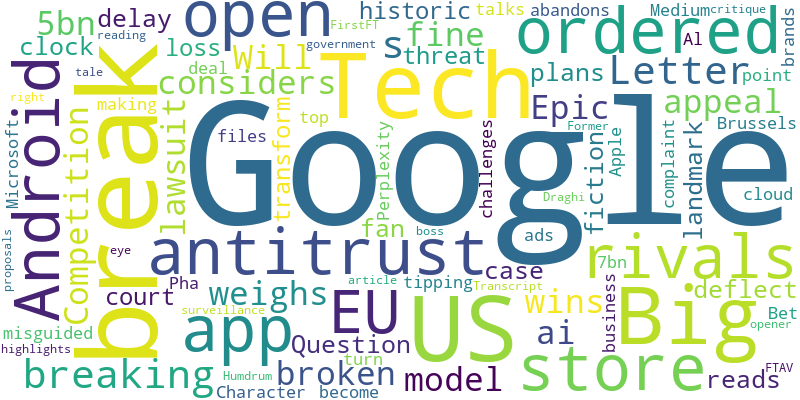 5bn
delay
open
historic
talks
abandons
Medium
critique
reading
FirstFT
Al
clock
loss
Will
s
fine
ordered
brands
tale
deal
government
threat
considers
Tech
plans
Letter
point
right
making
Epic
appeal
Microsoft
Android
Competition
break
lawsuit
files
top
transform
Google
Perplexity
challenges
Former
fiction
Apple
complaint
landmark
Brussels
cloud
Draghi
proposals
eye
antitrust
fan
boss
ads
rivals
Pha
article
tipping
case
7bn
business
deflect
court
weighs
EU
US
Transcript
wins
Big
Bet
misguided
surveillance
app
Question
ai
opener
highlights
turn
store
breaking
Humdrum
broken
model
reads
FTAV
Character
become